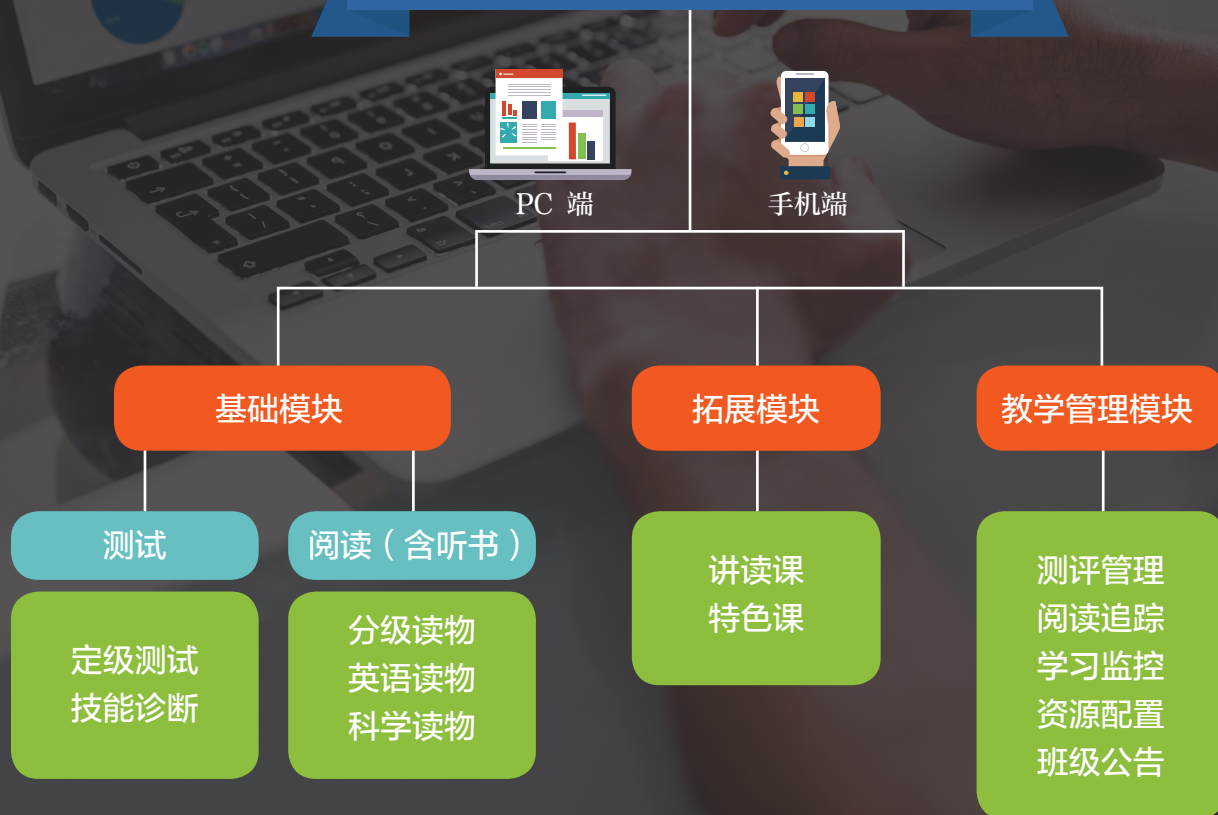 PC 端
手机端
基础模块
拓展模块
教学管理模块
测试
阅读（含听书）
定级测试
技能诊断
分级读物
英语读物
科学读物
讲读课
特色课
测评管理
阅读追踪
学习监控
资源配置
班级公告